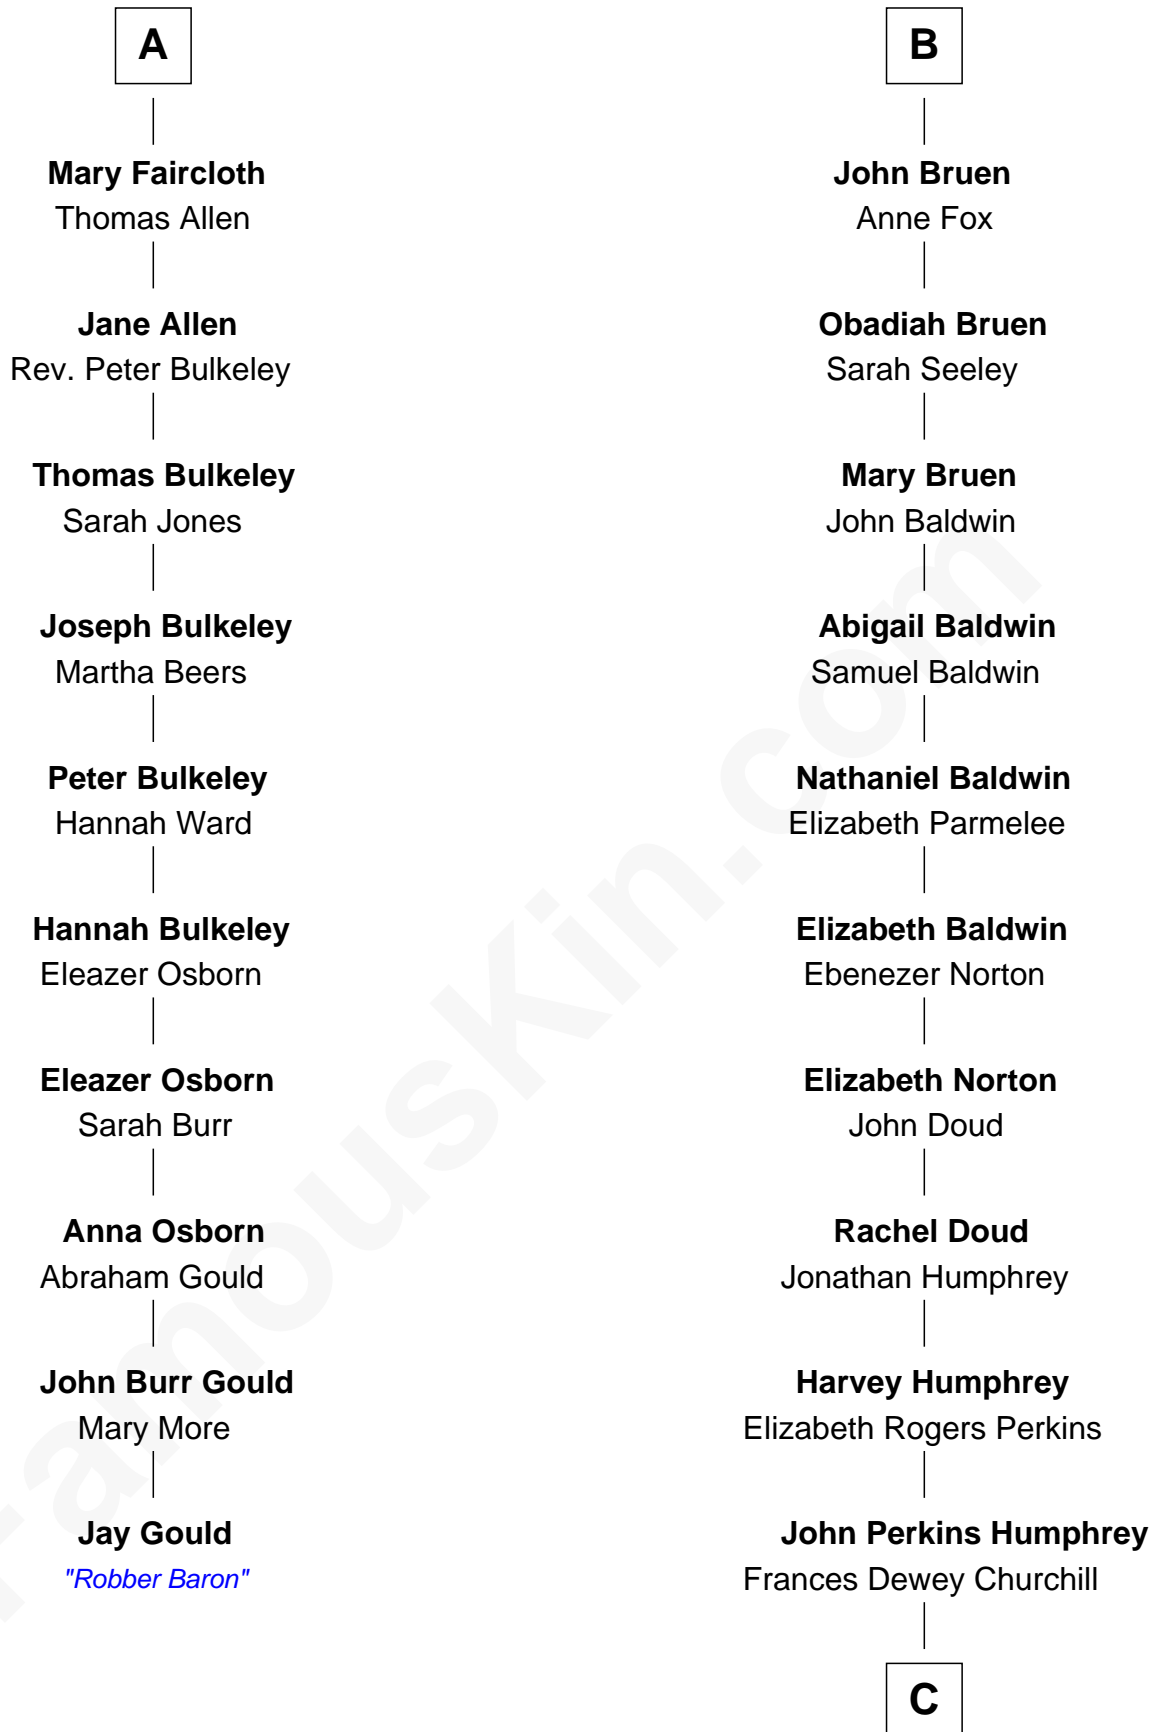 A
Mary Faircloth
Thomas Allen
Jane Allen
Rev. Peter Bulkeley
Thomas Bulkeley
Sarah Jones
Joseph Bulkeley
Martha Beers
Peter Bulkeley
Hannah Ward
Hannah Bulkeley
Eleazer Osborn
Eleazer Osborn
Sarah Burr
Anna Osborn
Abraham Gould
John Burr Gould
Mary More
Jay Gould
"Robber Baron"
B
John Bruen
Anne Fox
Obadiah Bruen
Sarah Seeley
Mary Bruen
John Baldwin
Abigail Baldwin
Samuel Baldwin
Nathaniel Baldwin
Elizabeth Parmelee
Elizabeth Baldwin
Ebenezer Norton
Elizabeth Norton
John Doud
Rachel Doud
Jonathan Humphrey
Harvey Humphrey
Elizabeth Rogers Perkins
John Perkins Humphrey
Frances Dewey Churchill
C
FamousKin.com